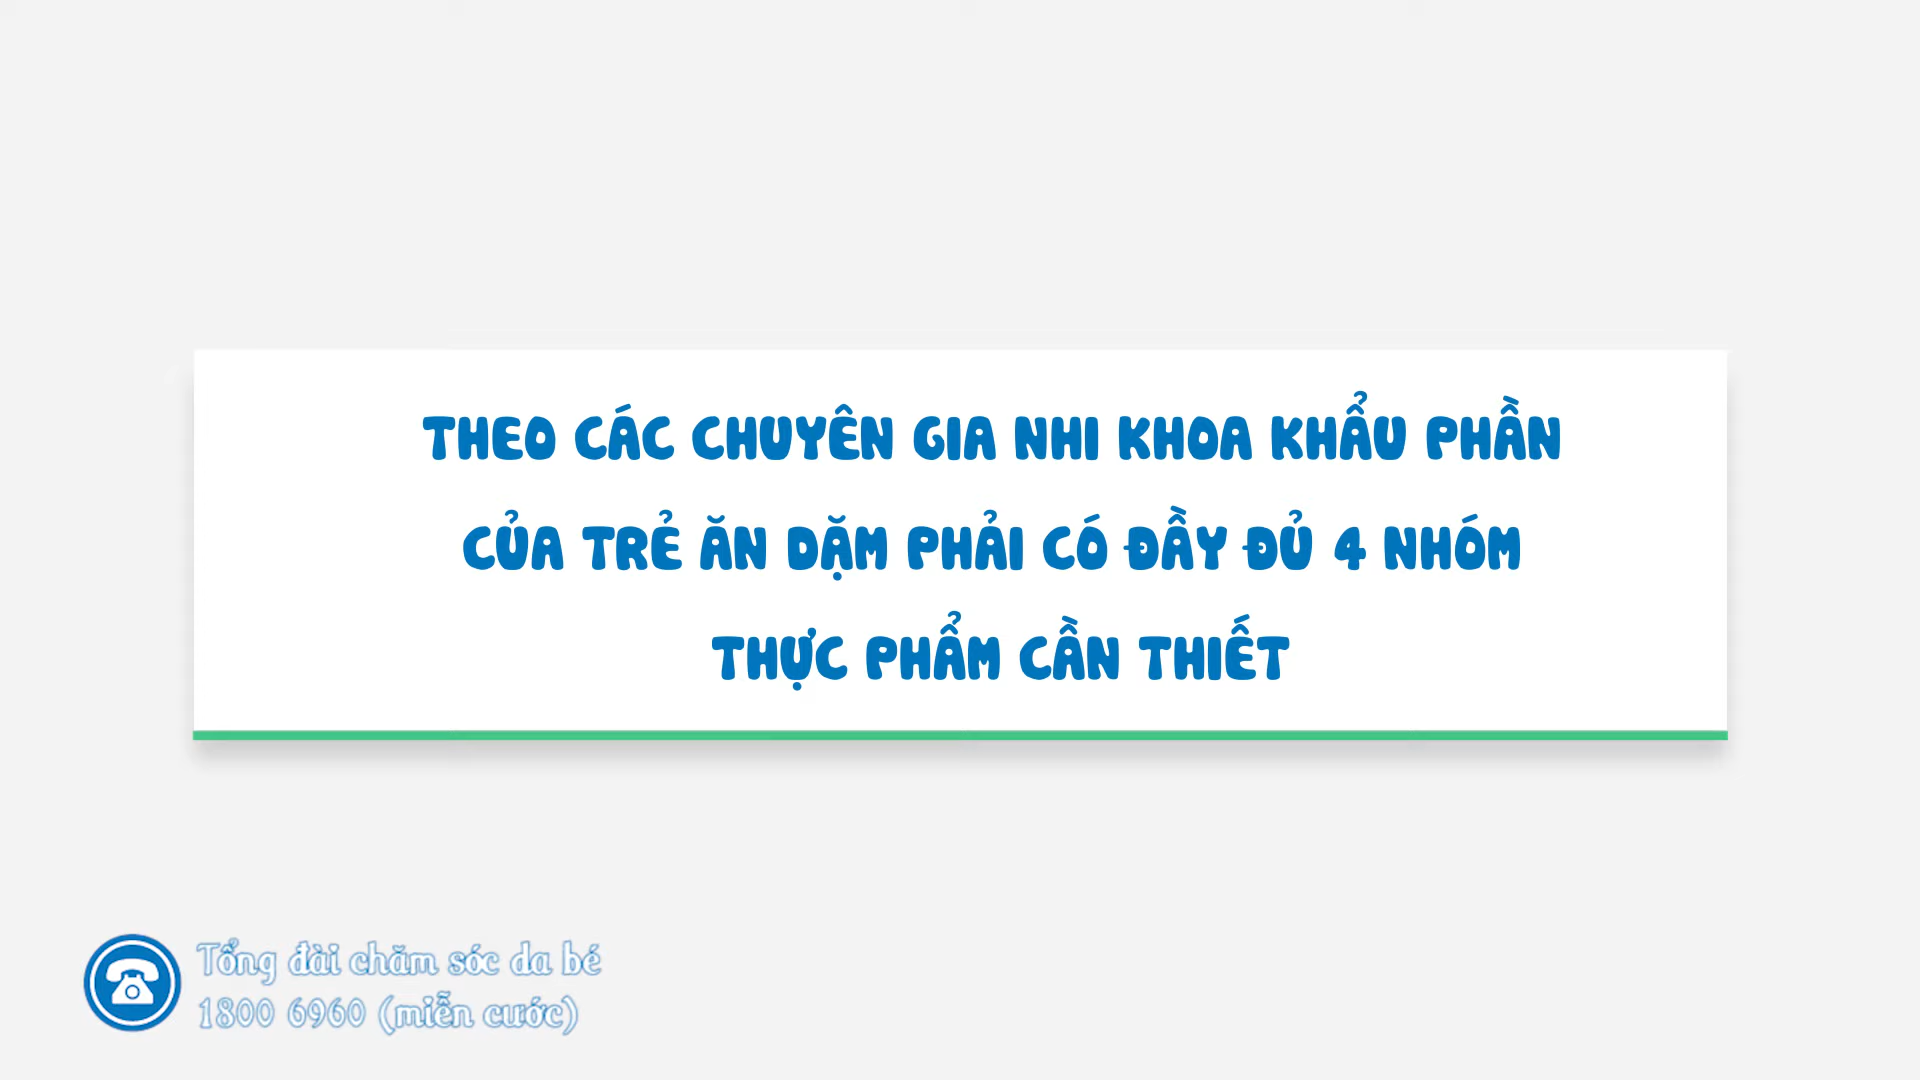 THEO CÁC CHUYÊN GIA NHI KHOA KHẨU PHẦN
CỦA TRẺ ĂN DẶM PHẢI CÓ ĐẦY ĐỦ 4 NHÓM
THỰC PHẨM CẦN THIẾT
Tổng đài chăm sóc da bé
1800 6960 (miễn cước)